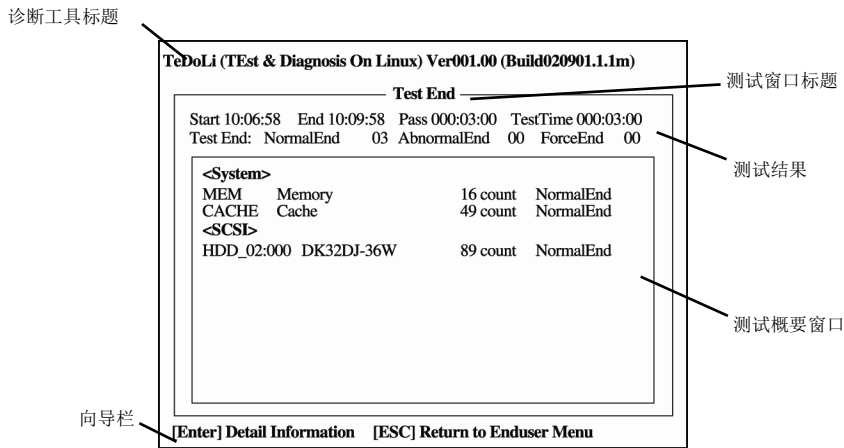 诊断工具标题
TeDoLi (TEst & Diagnosis On Linux) Ver001.00 (Build020901.1.1m)
Test End
测试窗口标题
Start 10:06:58 End 10:09:58 Pass 000:03:00 TestTime 000:03:00
Test End: NormalEnd 03 AbnormalEnd 00 ForceEnd 00
测试结果
<System>
MEM Memory 16 count NormalEnd
CACHE Cache 49 count NormalEnd
<SCSI>
HDD_02:000 DK32DJ-36W 89 count NormalEnd
测试概要窗口
向导栏
[Enter] Detail Information [ESC] Return to Enduser Menu